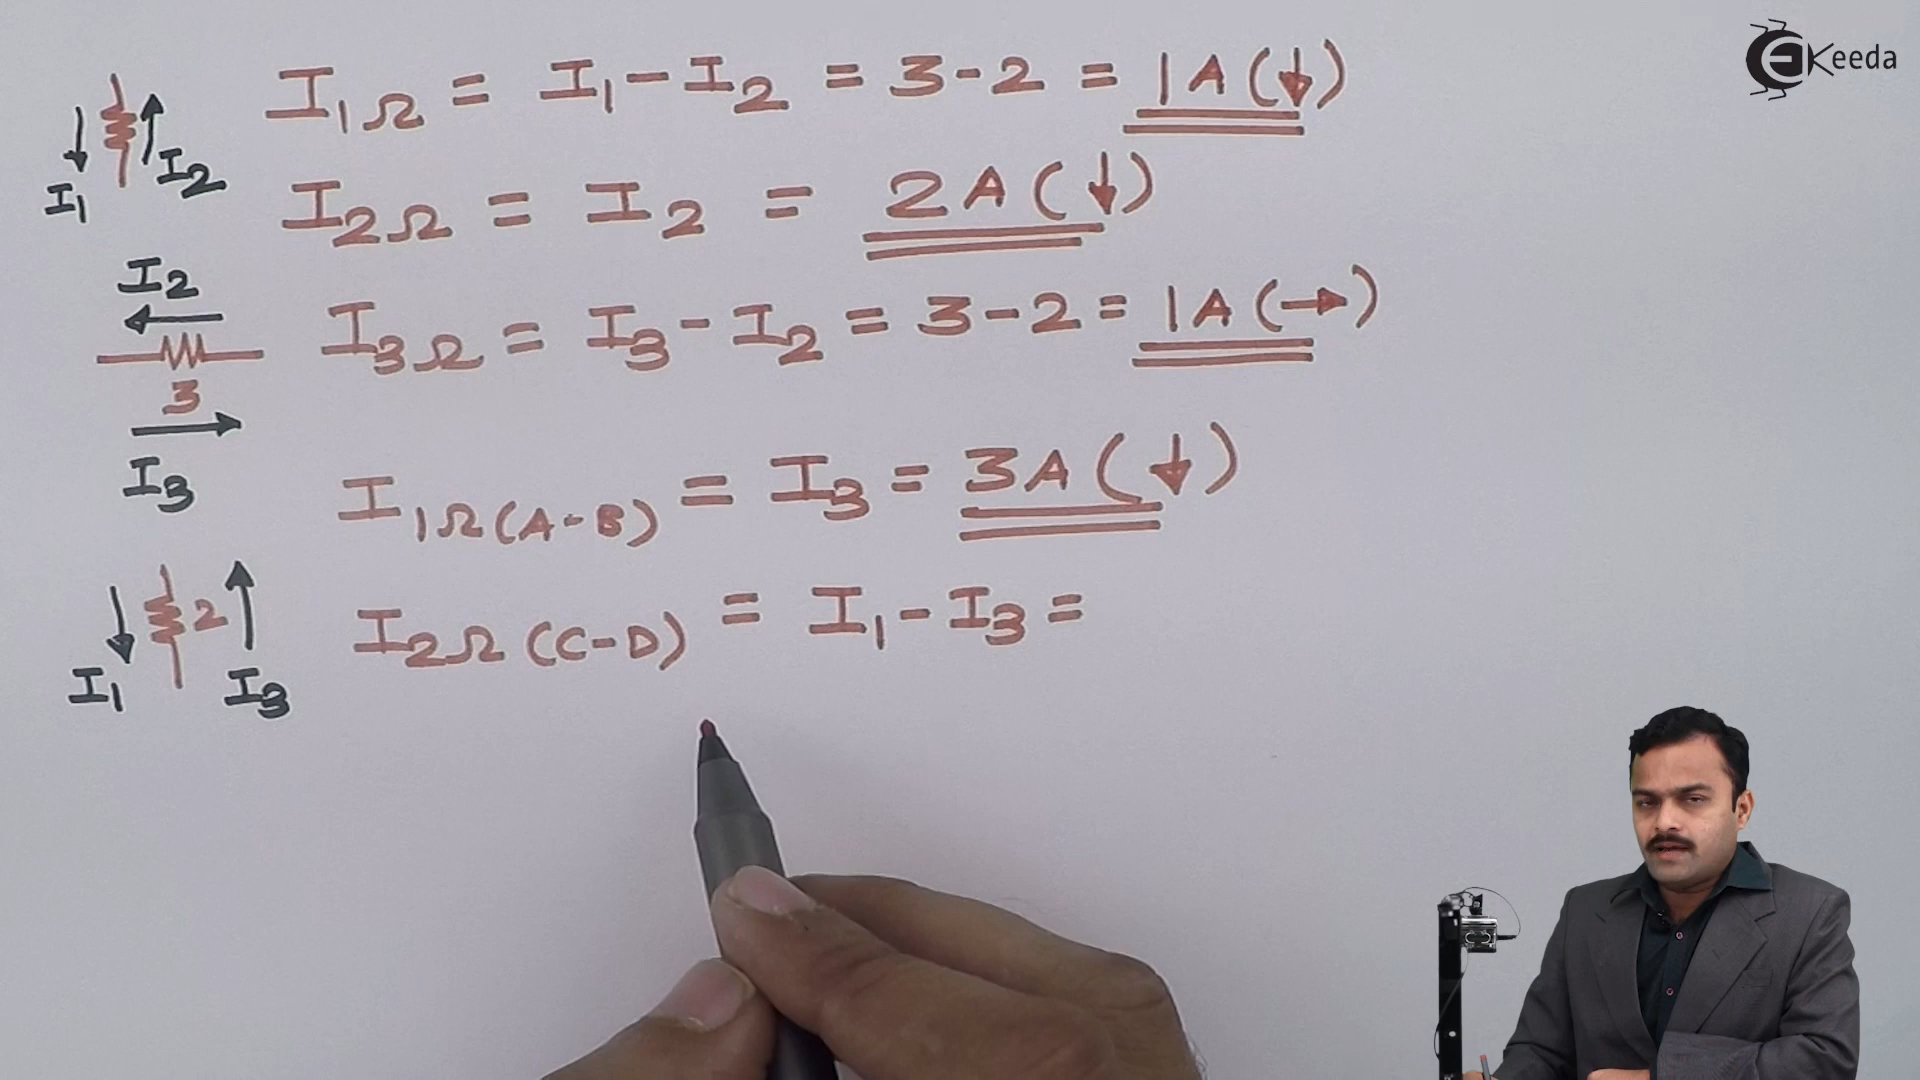 EKeeda
I1Ω = I1 - I2 = 3 - 2 = 1A (↓)
I1 I2
I2Ω = I2 = 2A (↓)
I2
I3Ω = I3 - I2 = 3 - 2 = 1A (→)
3
I3
I1Ω (A-B) = I3 = 3A (↓)
I2Ω (C-D) = I1 - I3 =
2
I1 I3